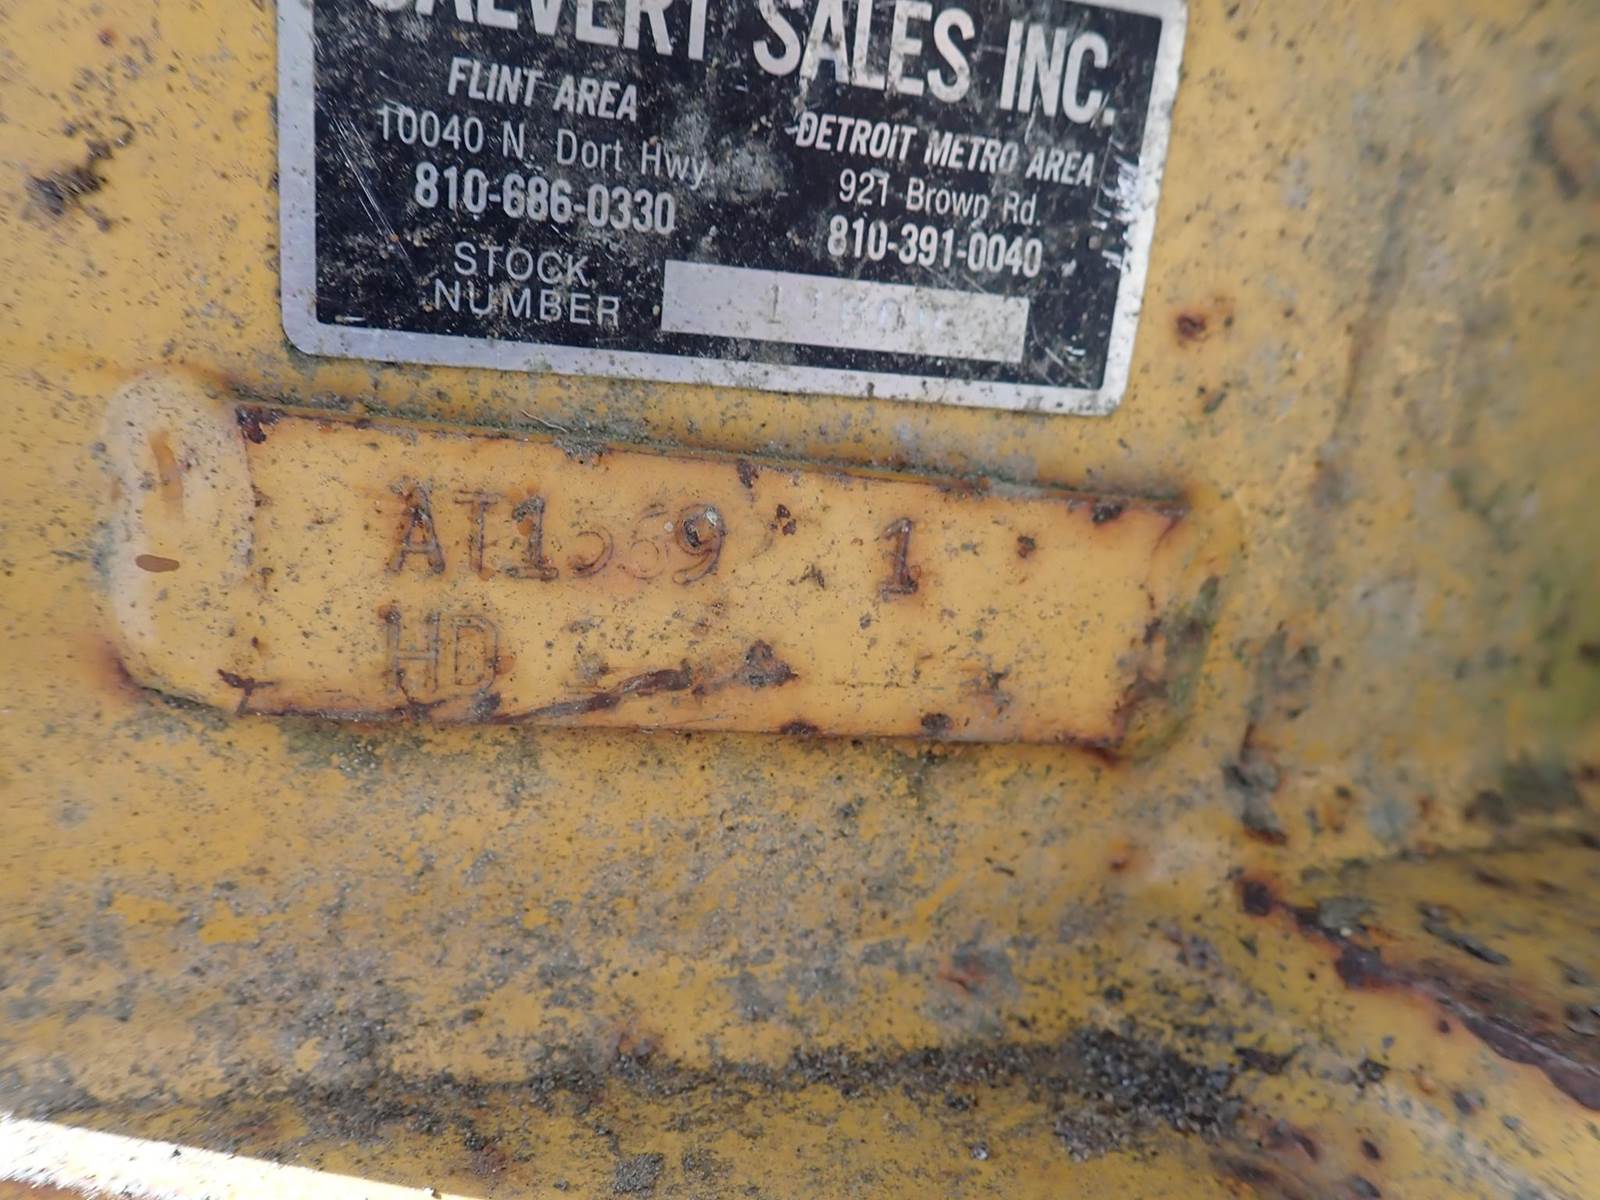 SALES INC.
FLINT AREA
10040 N. Dort Hwy
810-686-0330
DETROIT METRO AREA
921 Brown Rd.
810-391-0040
STOCK
NUMBER
HD